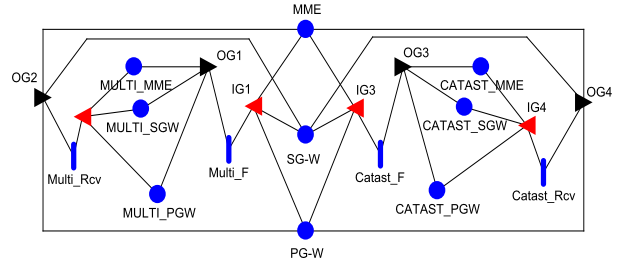 MME
OG1
OG3
OG2
MULTI_MME
CATAST_MME
IG1
IG3
OG4
IG4
MULTI_SGW
CATAST_SGW
SG-W
Multi_Rcv
Multi_F
Catast_F
Catast_Rcv
MULTI_PGW
CATAST_PGW
PG-W